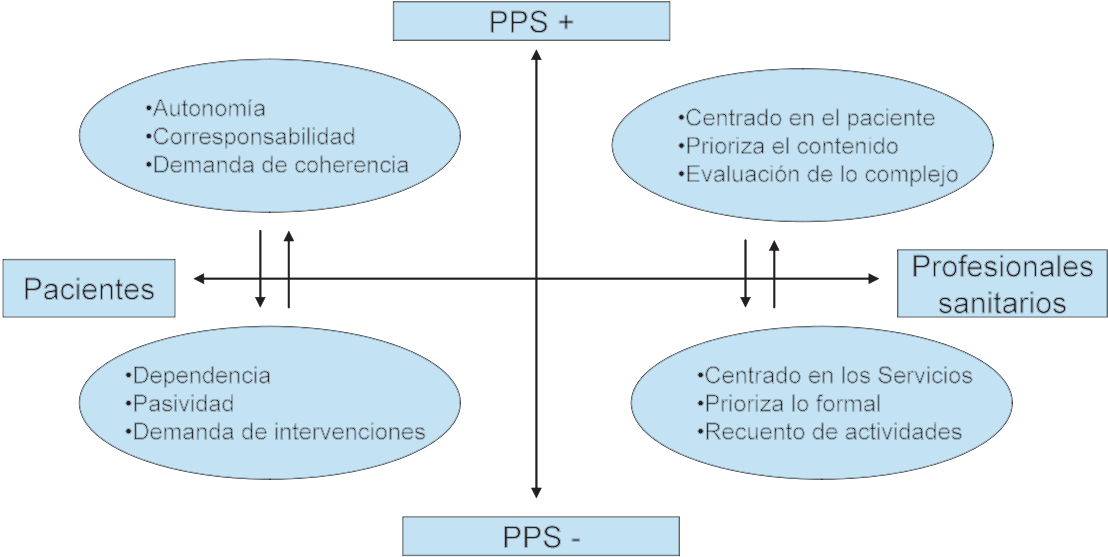 PPS +
•Autonomía
•Corresponsabilidad
•Demanda de coherencia
•Centrado en el paciente
•Prioriza el contenido
•Evaluación de lo complejo
Pacientes
Profesionales
sanitarios
•Dependencia
•Pasividad
•Demanda de intervenciones
•Centrado en los Servicios
•Prioriza lo formal
•Recuento de actividades
PPS -